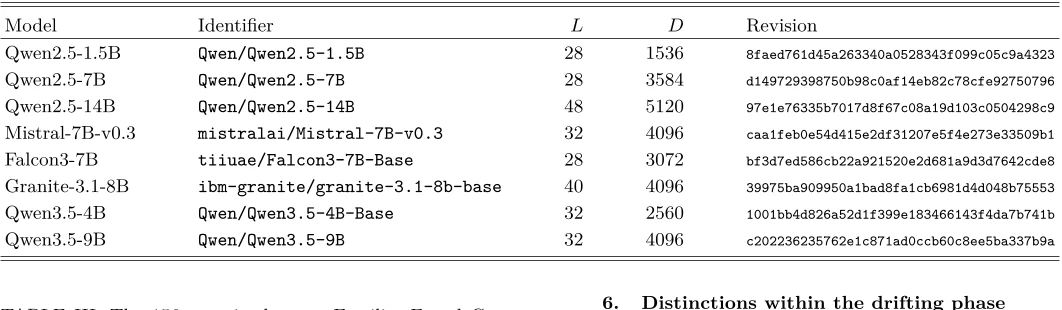 Model Identifier L D Revision
Qwen2.5-1.5B Qwen/Qwen2.5-1.5B 28 1536 8faed761d45a263340a0528343f099c05c9a4323
Qwen2.5-7B Qwen/Qwen2.5-7B 28 3584 d149729398750b98c0af14eb82c78cfe92750796
Qwen2.5-14B Qwen/Qwen2.5-14B 48 5120 97e1e76335b7017d8f67c08a19d103c0504298c9
Mistral-7B-v0.3 mistralai/Mistral-7B-v0.3 32 4096 caa1feb0e54d415e2df31207e5f4e273e33509b1
Falcon3-7B tiiuae/Falcon3-7B-Base 28 3072 bf3d7ed586cb22a921520e2d681a9d3d7642cde8
Granite-3.1-8B ibm-granite/granite-3.1-8b-base 40 4096 39975ba909950a1bad8fa1cb6981d4d048b75553
Qwen3.5-4B Qwen/Qwen3.5-4B-Base 32 2560 1001bb4d826a52d1f399e183466143f4da7b741b
Qwen3.5-9B Qwen/Qwen3.5-9B 32 4096 c202236235762e1c871ad0ccb60c8ee5ba337b9a
6. Distinctions within the drifting phase